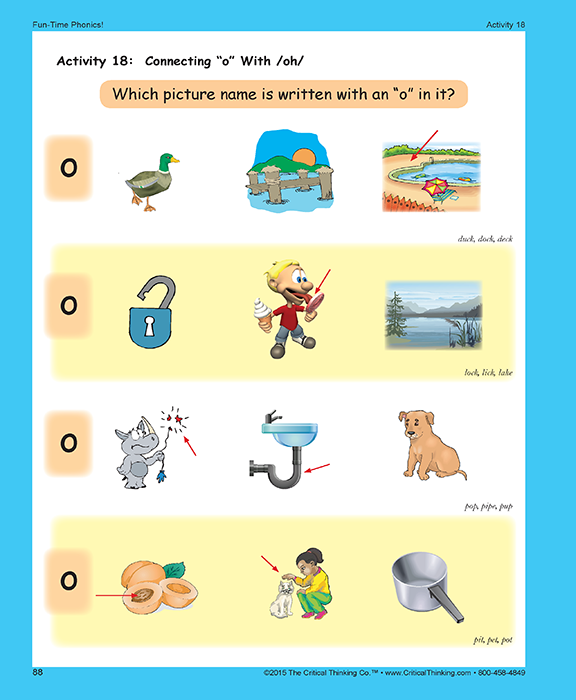 Fun-Time Phonics! Activity 18
Activity 18: Connecting “o” With /oh/
Which picture name is written with an “o” in it?
o
duck, dock, deck
o
lock, lick, lake
o
pop, pipe, pup
o
pit, pet, pot
88 ©2015 The Critical Thinking Co.™ • www.CriticalThinking.com • 800-458-4849